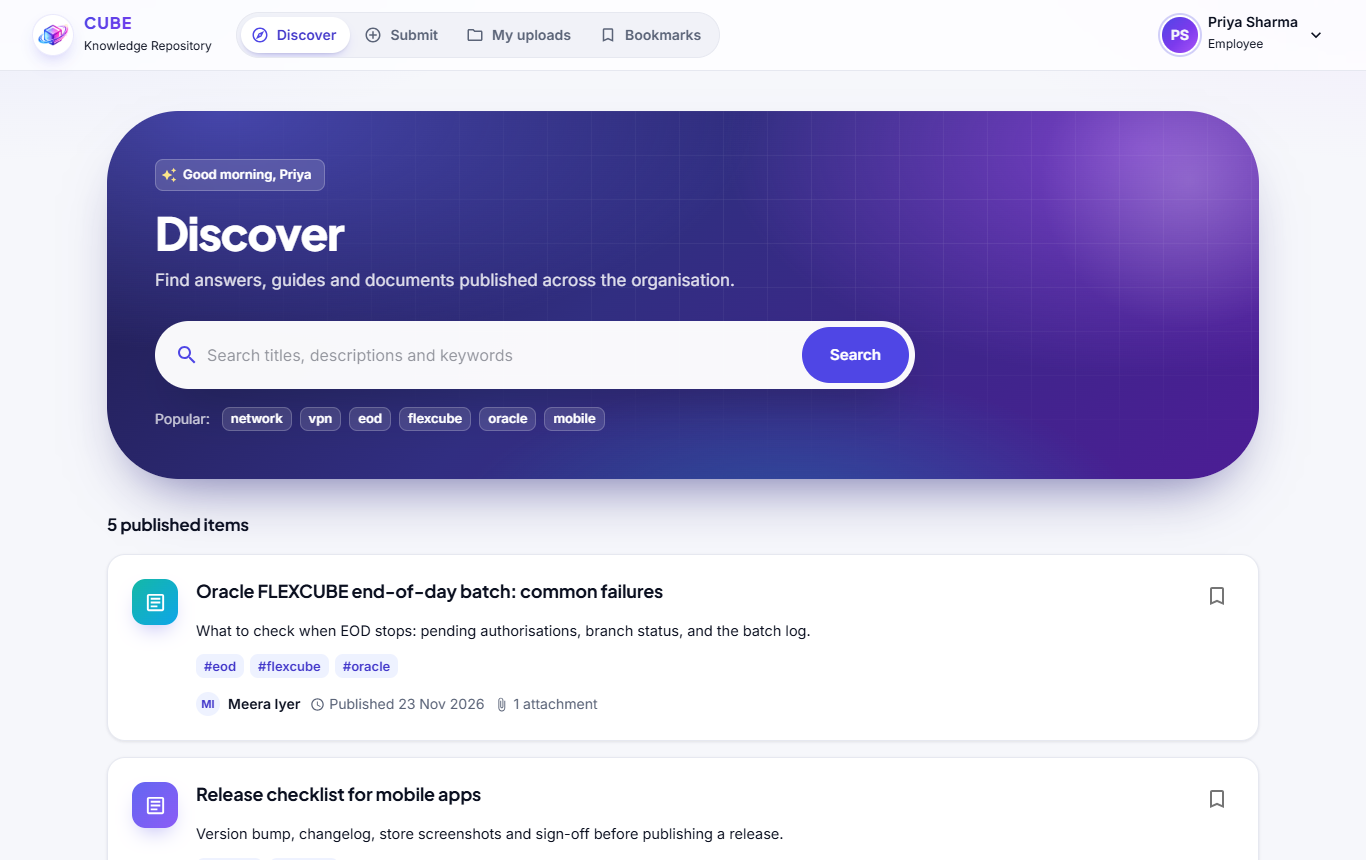 CUBE
Knowledge Repository
Discover
Submit
My uploads
Bookmarks
PS
Priya Sharma
Employee
Good morning, Priya
Discover
Find answers, guides and documents published across the organisation.
Search titles, descriptions and keywords
Search
Popular: network vpn eod flexcube oracle mobile
5 published items
Oracle FLEXCUBE end-of-day batch: common failures
What to check when EOD stops: pending authorisations, branch status, and the batch log.
#eod #flexcube #oracle
MI Meera Iyer Published 23 Nov 2026 1 attachment
Release checklist for mobile apps
Version bump, changelog, store screenshots and sign-off before publishing a release.